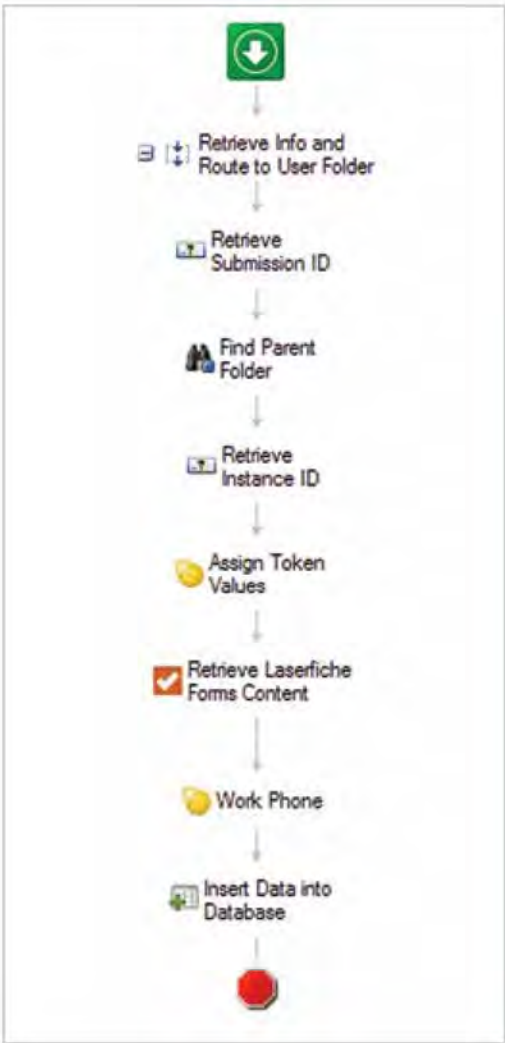 Retrieve Info and
Route to User Folder
Retrieve
Submission ID
Find Parent
Folder
Retrieve
Instance ID
Assign Token
Values
Retrieve Laserfiche
Forms Content
Work Phone
Insert Data into
Database